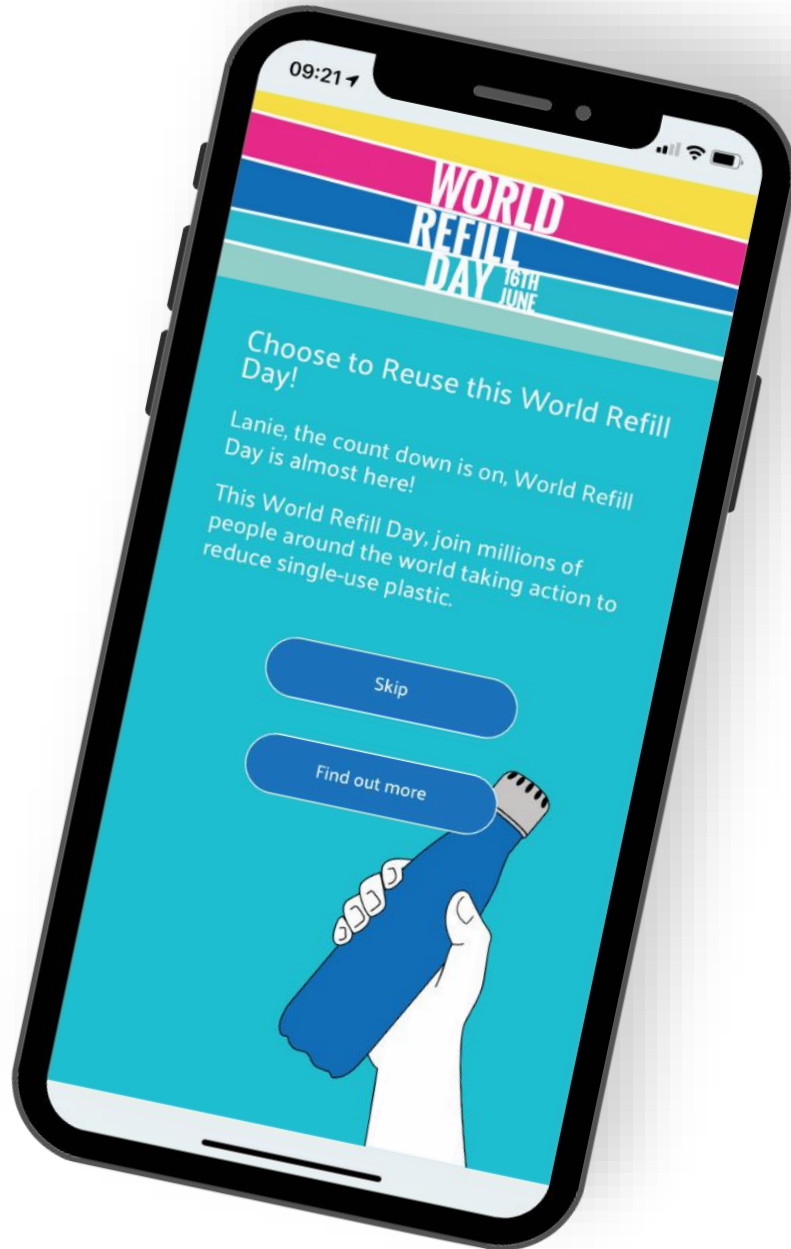 09:21
WORLD
REFILL
DAY 16TH
JUNE
Choose to Reuse this World Refill
Day!
Lanie, the count down is on, World Refill
Day is almost here!
This World Refill Day, join millions of
people around the world taking action to
reduce single-use plastic.
Skip
Find out more